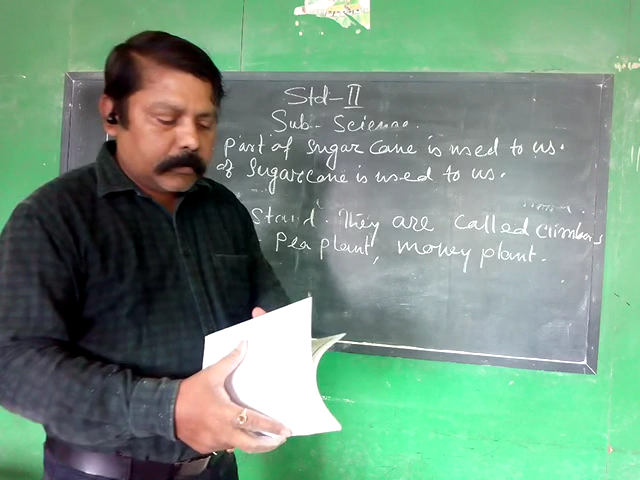 Std-II
Sub- Science.
part of Sugar cane is used to us.
of Sugarcane is used to us.
Stand. They are called climbers
Pea plant, money plant.